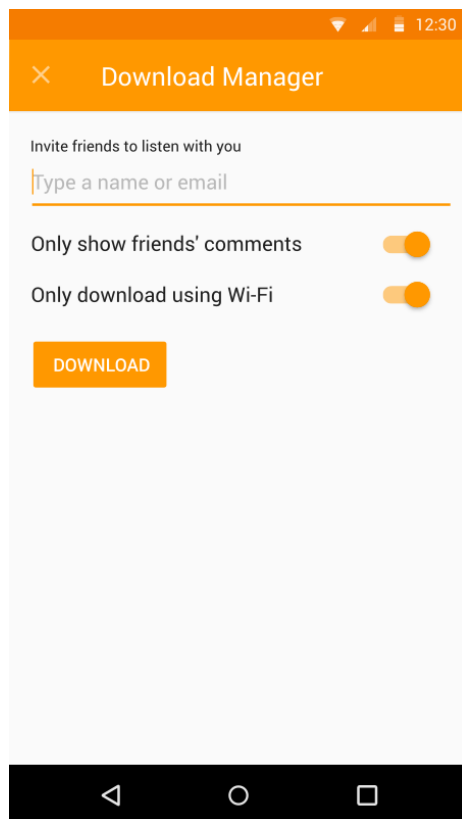 12:30
Download Manager
Invite friends to listen with you
Type a name or email
Only show friends' comments
Only download using Wi-Fi
DOWNLOAD